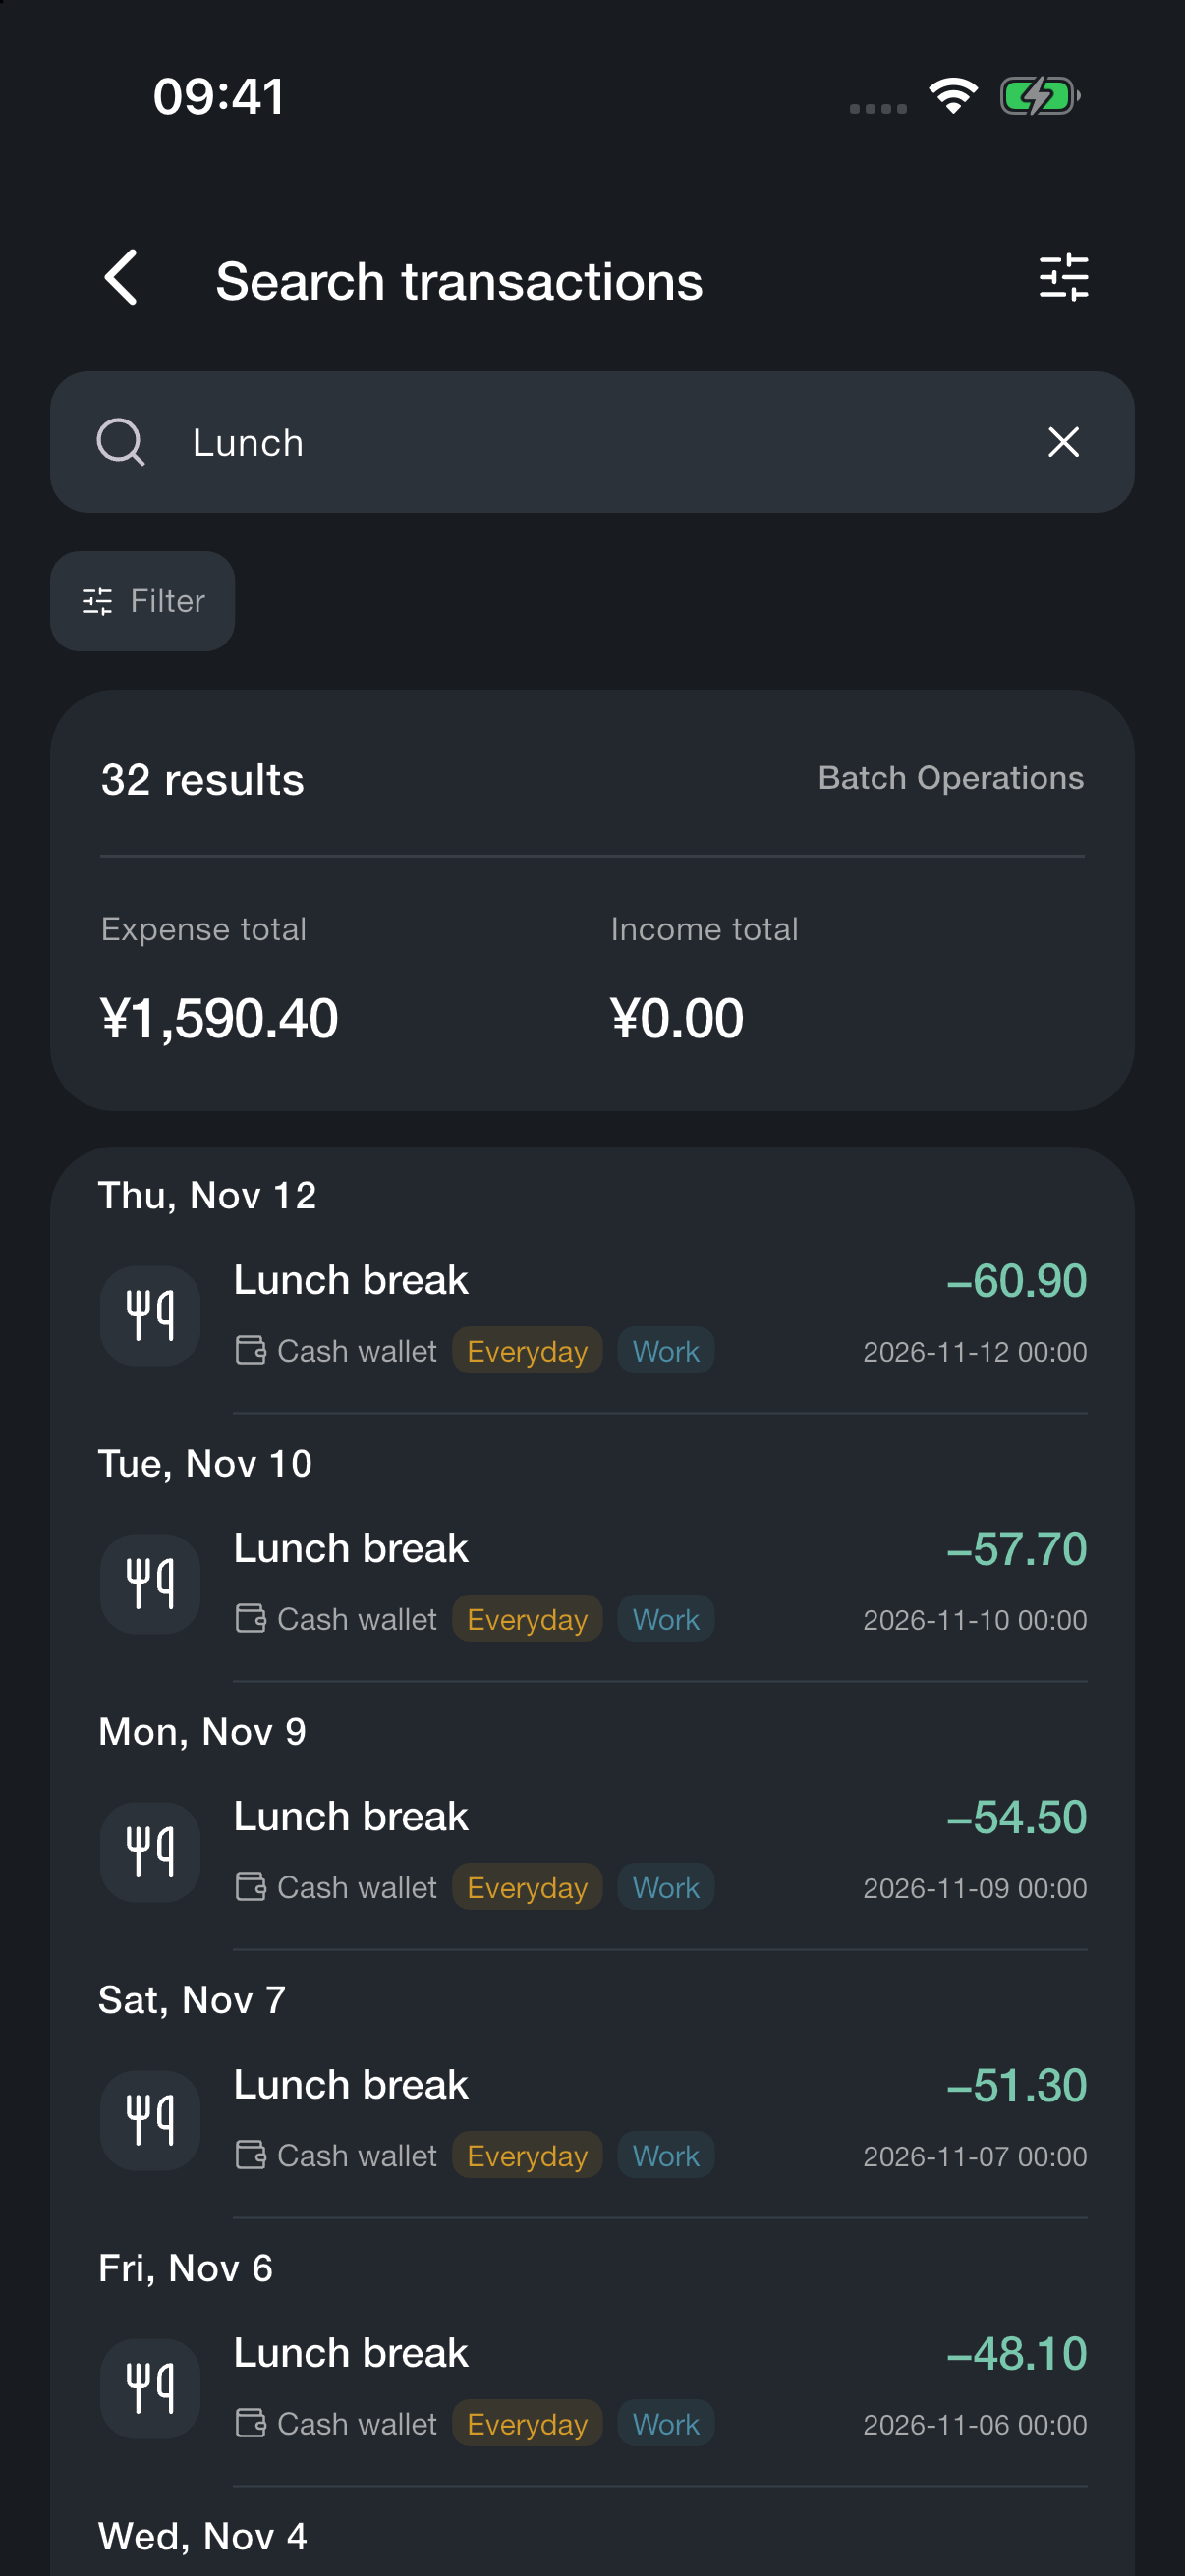 09:41
Search transactions
Lunch
Filter
32 results
Batch Operations
Expense total
Income total
¥1,590.40
¥0.00
Thu, Nov 12
Lunch break
–60.90
Cash wallet Everyday Work
2026-11-12 00:00
Tue, Nov 10
Lunch break
–57.70
Cash wallet Everyday Work
2026-11-10 00:00
Mon, Nov 9
Lunch break
–54.50
Cash wallet Everyday Work
2026-11-09 00:00
Sat, Nov 7
Lunch break
–51.30
Cash wallet Everyday Work
2026-11-07 00:00
Fri, Nov 6
Lunch break
–48.10
Cash wallet Everyday Work
2026-11-06 00:00
Wed, Nov 4